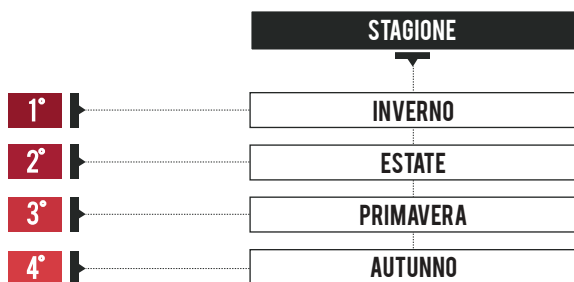 STAGIONE
1° INVERNO
2° ESTATE
3° PRIMAVERA
4° AUTUNNO